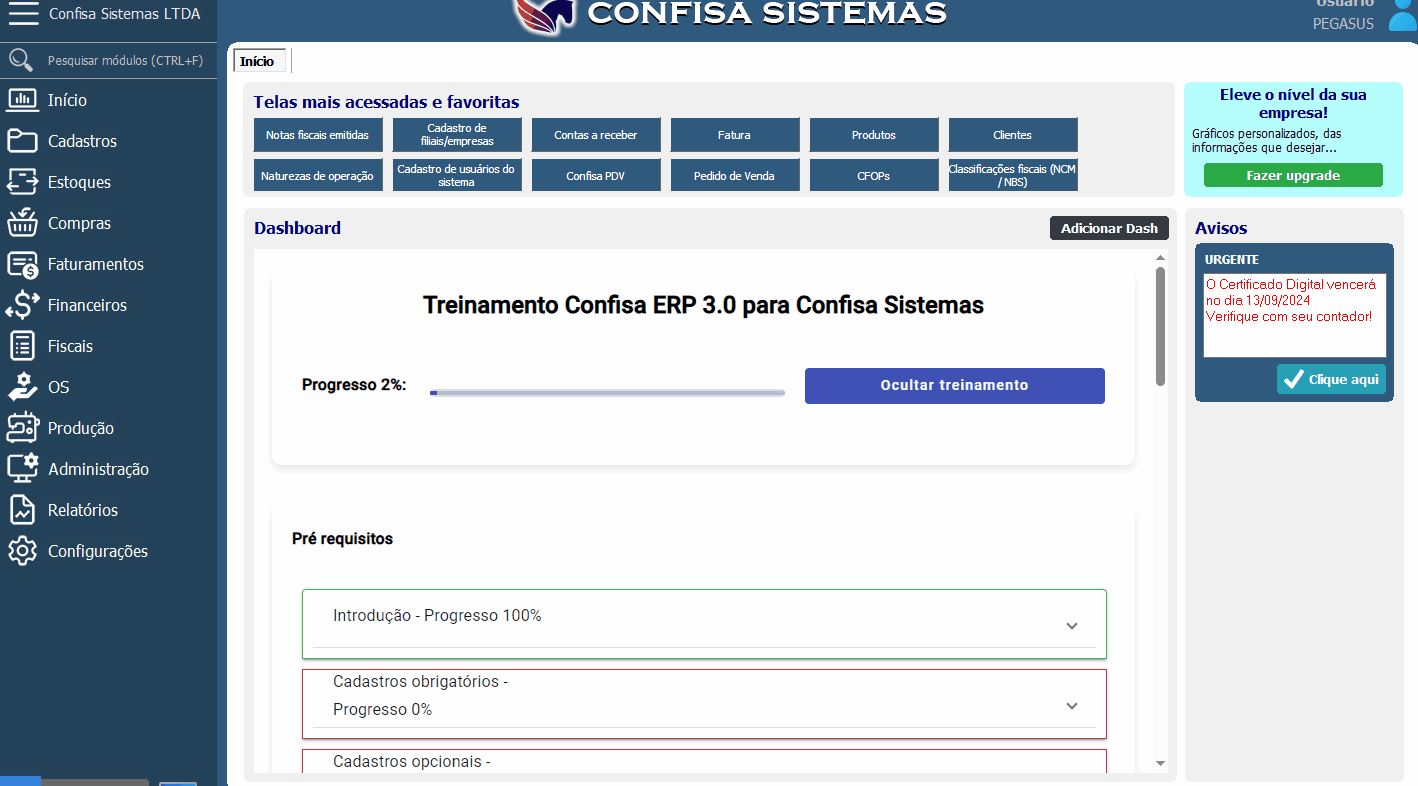 Confisa Sistemas LTDA
CONFISA SISTEMAS
Usuário
PEGASUS
Pesquisar módulos (CTRL+F)
Início
Cadastros
Estoques
Compras
Faturamentos
Financeiros
Fiscais
OS
Produção
Administração
Relatórios
Configurações
Início
Telas mais acessadas e favoritas
Notas fiscais emitidas
Cadastro de
filiais/empresas
Contas a receber
Fatura
Produtos
Clientes
Naturezas de operação
Cadastro de usuários do
sistema
Confisa PDV
Pedido de Venda
CFOPs
Classificações fiscais (NCM
/ NBS)
Eleve o nível da sua
empresa!
Gráficos personalizados, das
informações que desejar...
Fazer upgrade
Dashboard
Adicionar Dash
Treinamento Confisa ERP 3.0 para Confisa Sistemas
Progresso 2%:
Ocultar treinamento
Pré requisitos
Introdução - Progresso 100%
Cadastros obrigatórios -
Progresso 0%
Cadastros opcionais -
Avisos
URGENTE
O Certificado Digital vencerá
no dia 13/09/2024
Verifique com seu contador!
Clique aqui